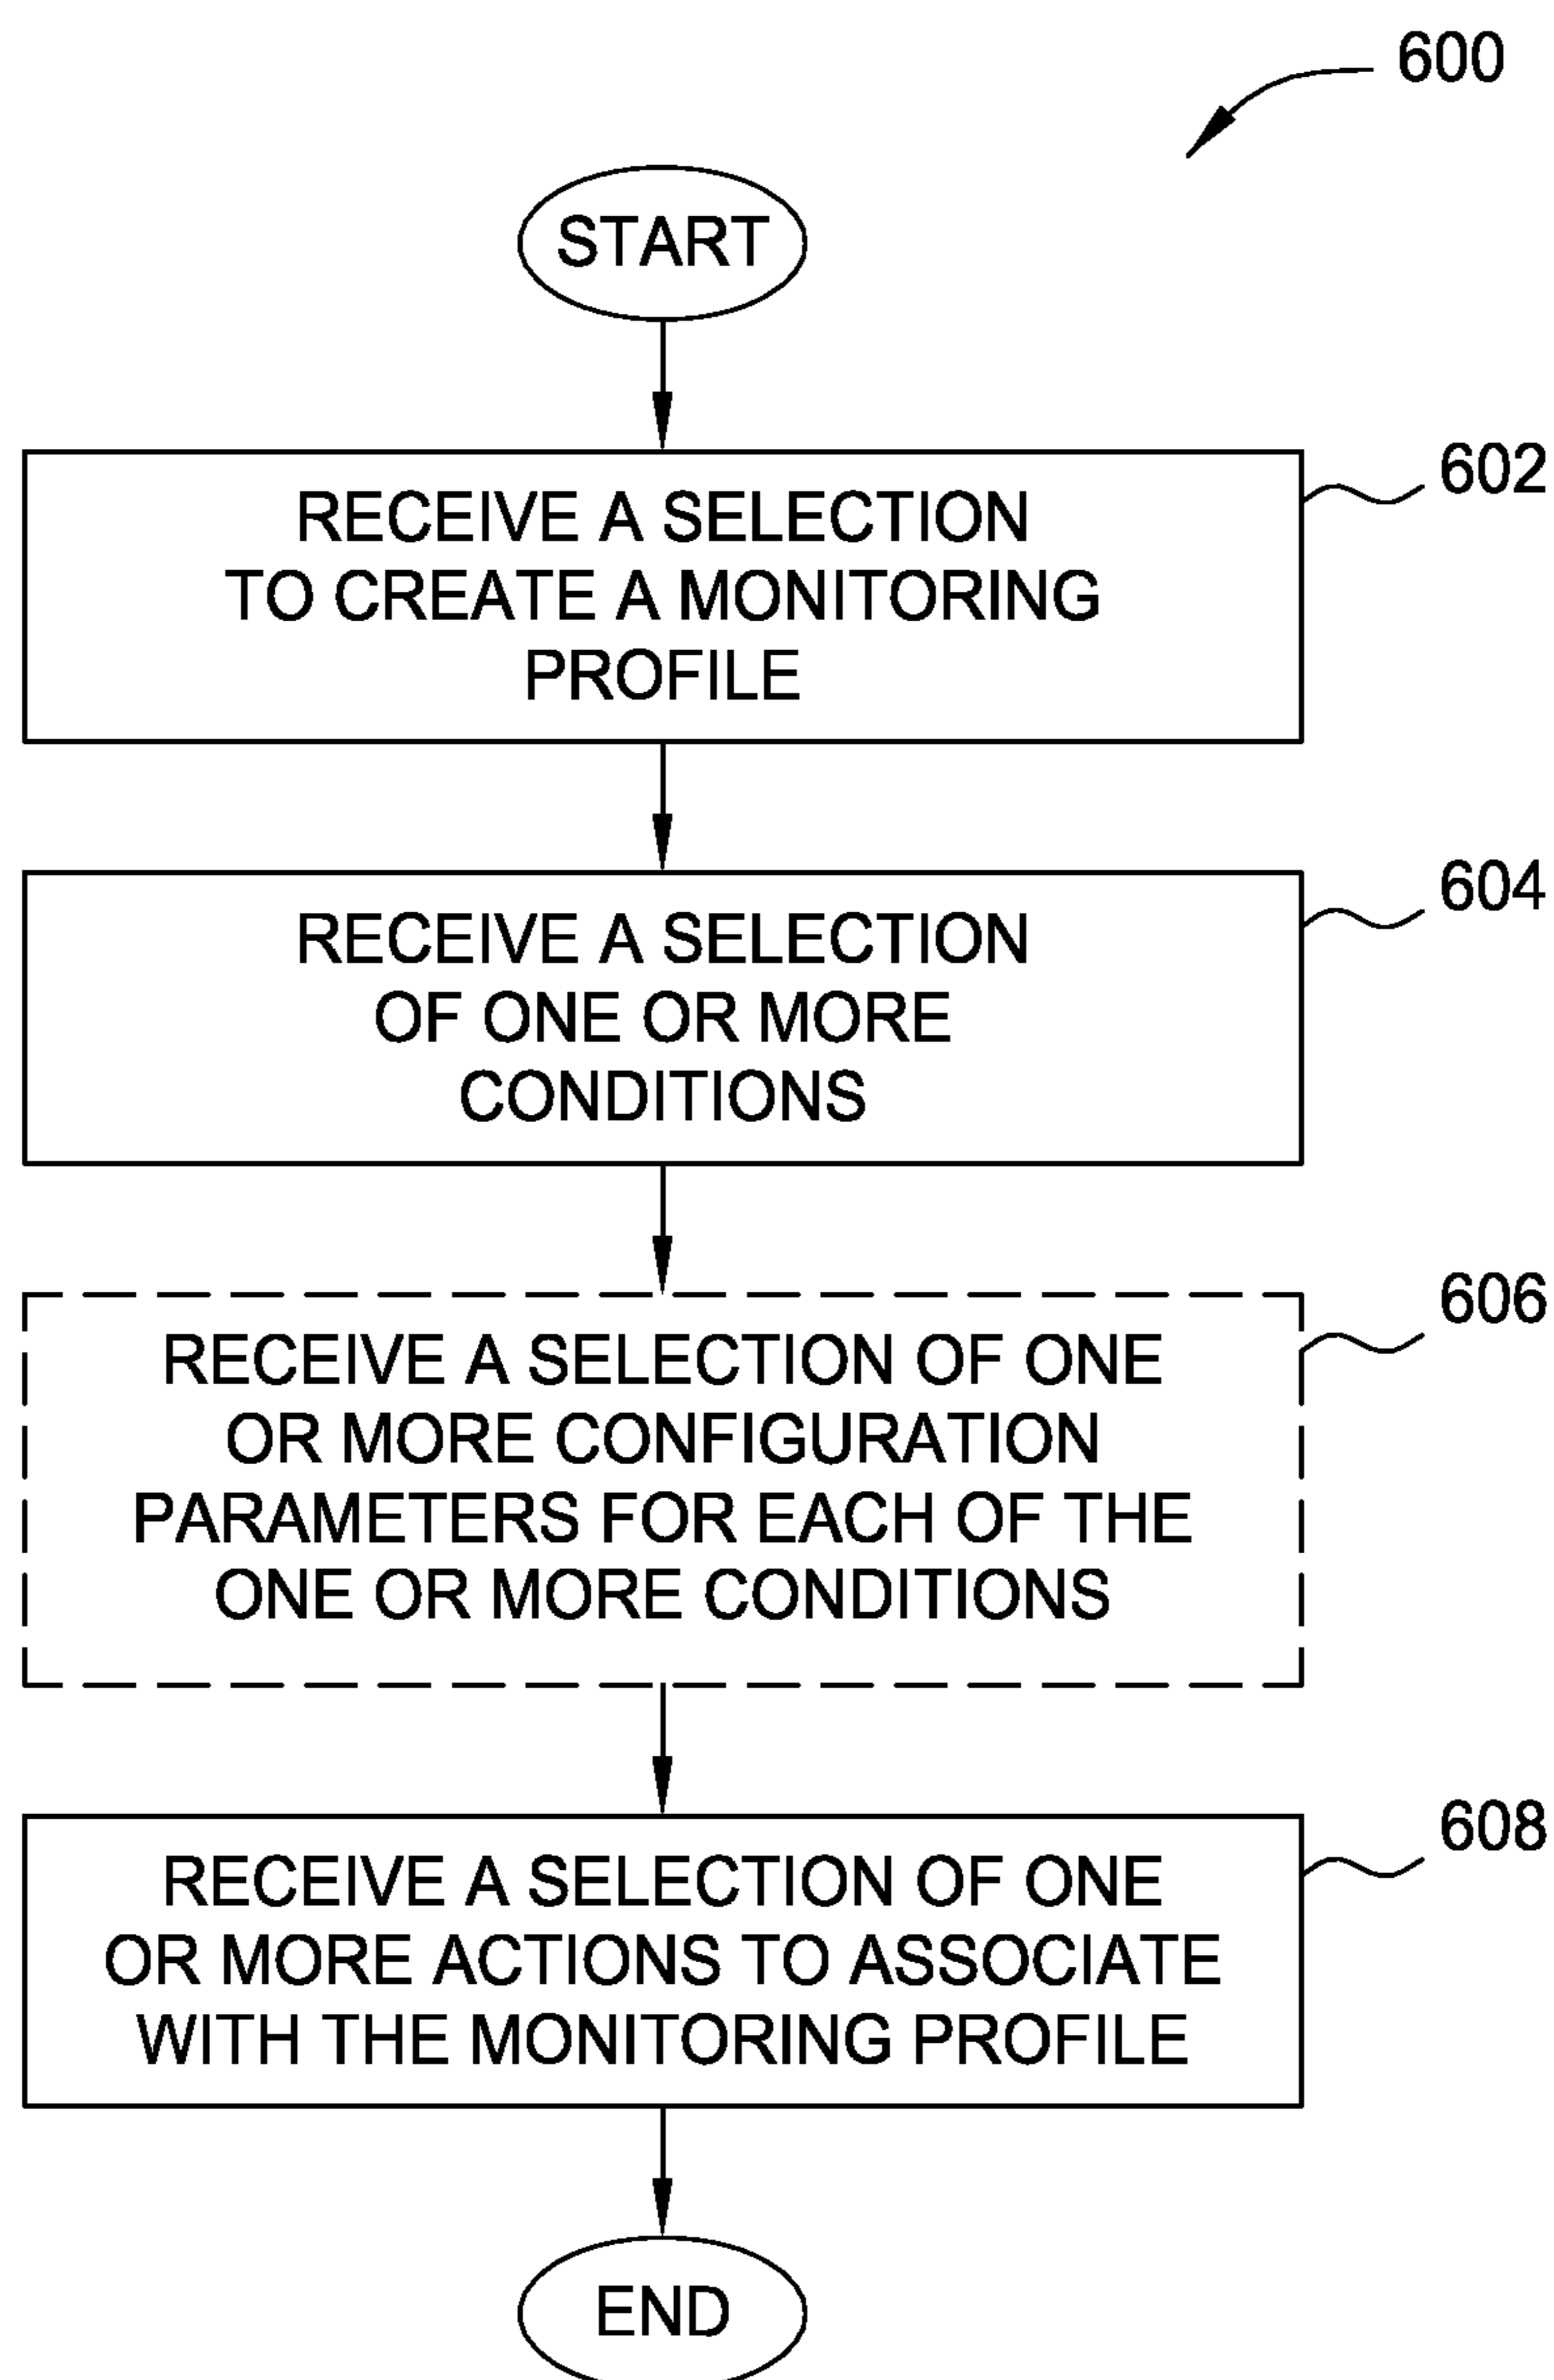 600
START
602
RECEIVE A SELECTION
TO CREATE A MONITORING
PROFILE
604
RECEIVE A SELECTION
OF ONE OR MORE
CONDITIONS
606
RECEIVE A SELECTION OF ONE
OR MORE CONFIGURATION
PARAMETERS FOR EACH OF THE
ONE OR MORE CONDITIONS
608
RECEIVE A SELECTION OF ONE
OR MORE ACTIONS TO ASSOCIATE
WITH THE MONITORING PROFILE
END